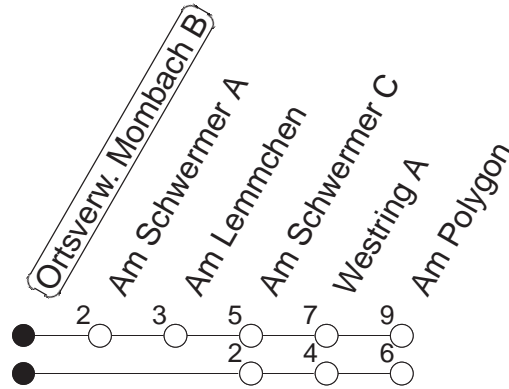 Ortsverw. Mombach B
Am Schwermer A
Am Lemmchen
Am Schwermer C
Westring A
Am Polygon
2 3 5 7 9
2 4 6